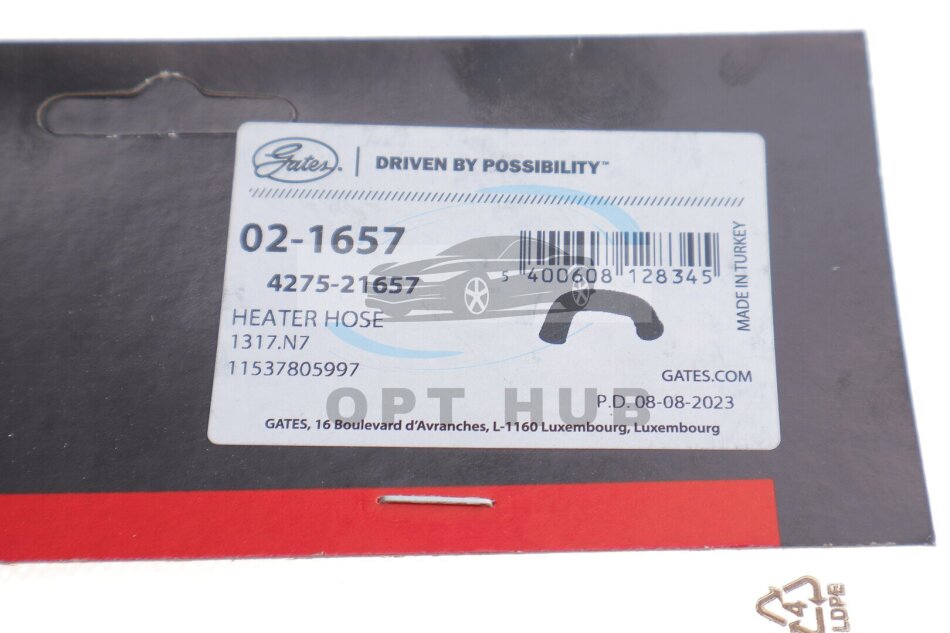 Gates® | DRIVEN BY POSSIBILITY™
02-1657
4275-21657
HEATER HOSE
1317.N7
11537805997
5 400608 128345
MADE IN TURKEY
GATES.COM
P.D. 08-08-2023
OPT HUB
GATES, 16 Boulevard d'Avranches, L-1160 Luxembourg, Luxembourg
4
LDPE